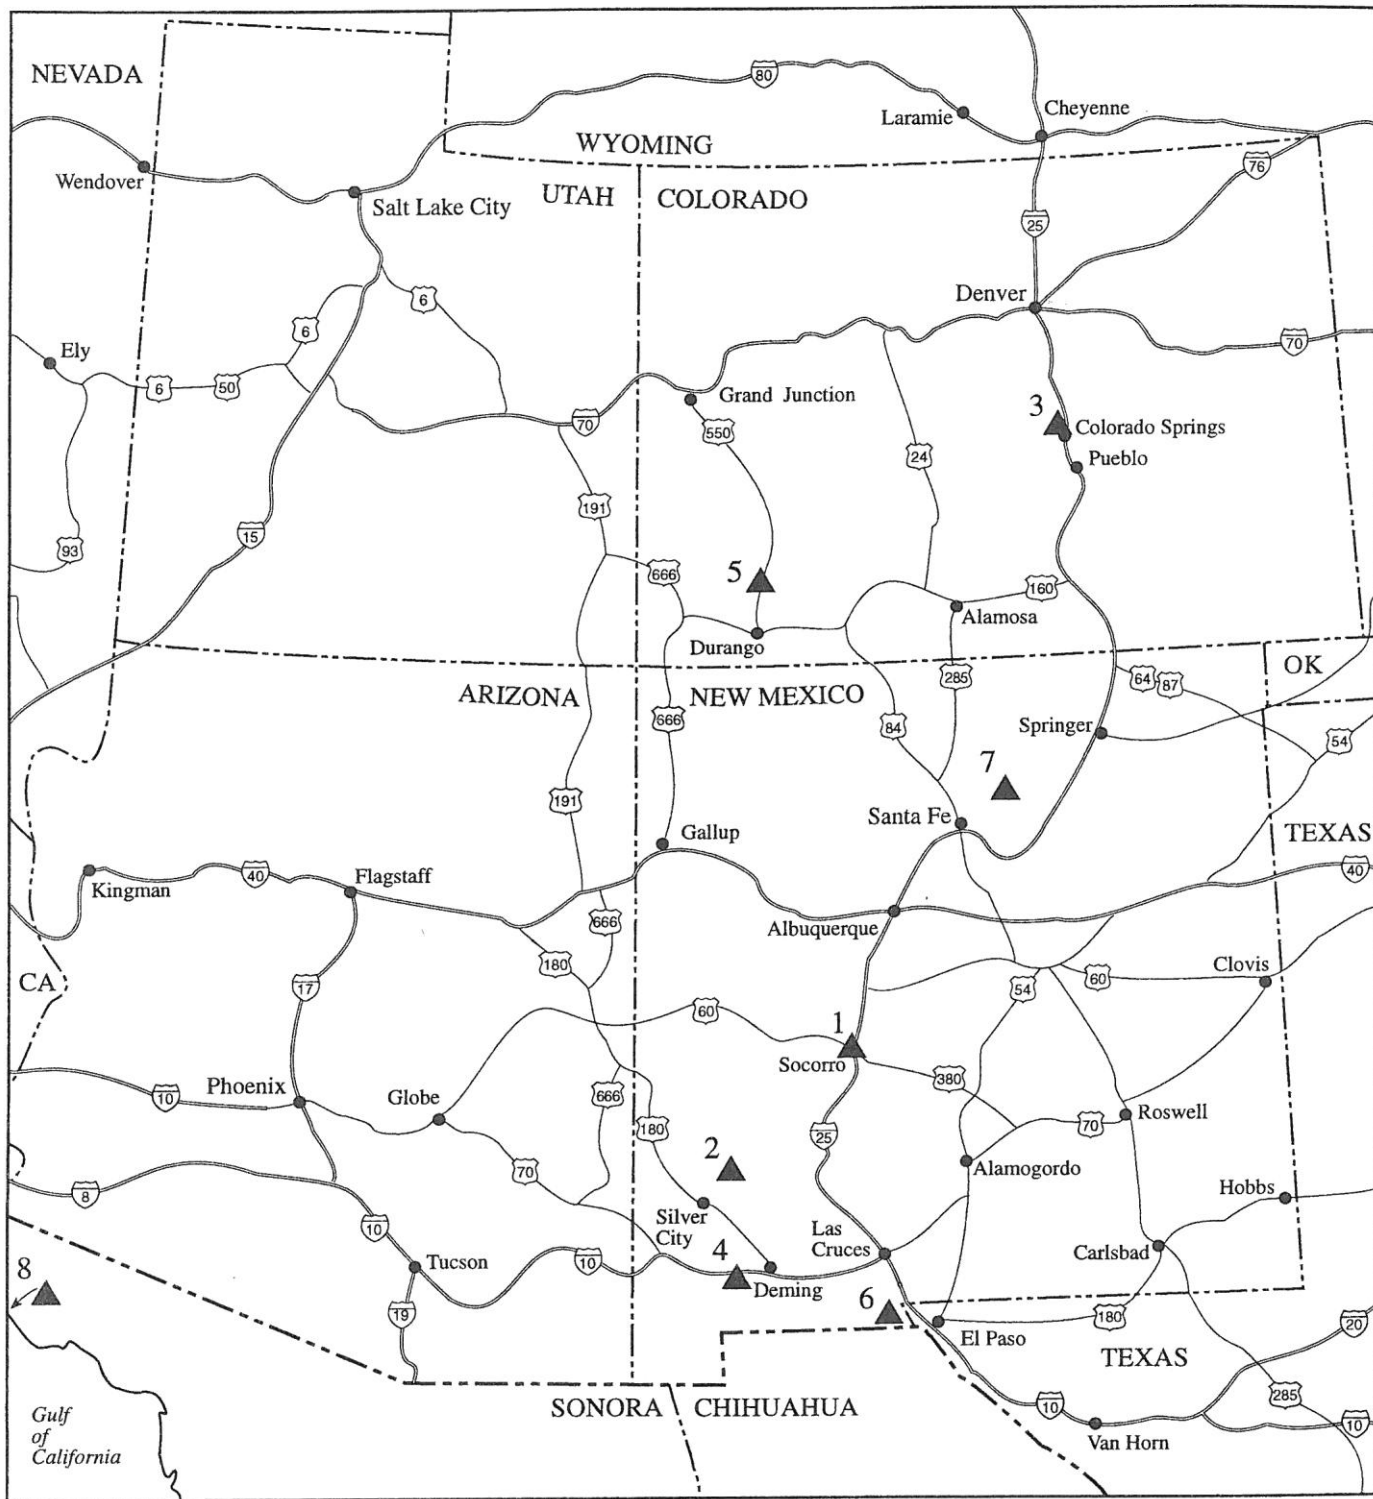 NEVADA
80
Laramie
Cheyenne
WYOMING
Wendover
76
UTAH
COLORADO
Salt Lake City
25
6
Denver
6
70
Ely
6
50
Grand Junction
3
Colorado Springs
550
70
24
Pueblo
191
15
93
5
666
160
Alamosa
Durango
OK
ARIZONA
NEW MEXICO
285
64
87
666
84
Springer
54
7
191
Santa Fe
Gallup
TEXAS
Kingman
40
Flagstaff
40
Albuquerque
666
180
Clovis
CA
17
54
60
60
1
Socorro
Phoenix
10
Globe
666
380
180
25
70
Roswell
2
70
Alamogordo
8
Hobbs
Silver
City
Las
Cruces
10
4
Carlsbad
8
Tucson
10
Deming
6
19
El Paso
180
20
TEXAS
SONORA
CHIHUAHUA
285
10
10
Gulf
of
California
Van Horn